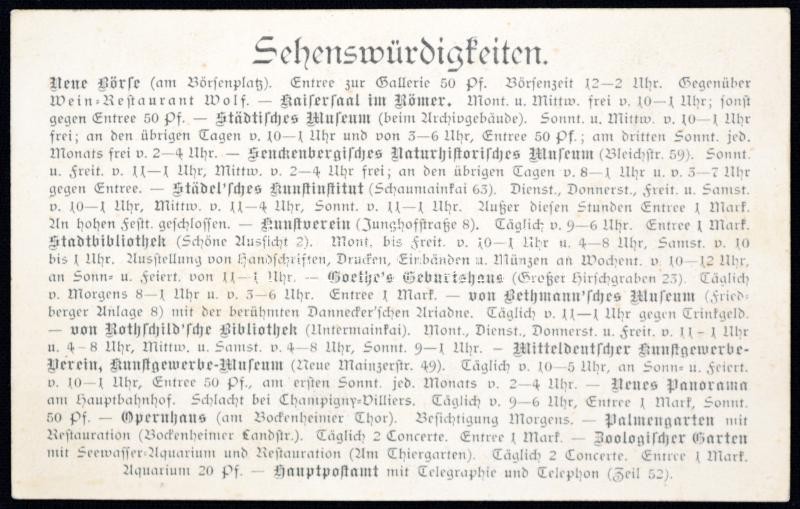 Sehenswürdigkeiten.
Neue Börse (am Börsenplatz). Entree zur Gallerie 50 Pf. Börsenzeit 12—2 Uhr. Gegenüber
Wein-Restaurant Wolf. — Kaisersaal im Römer. Mont. u. Mittw. frei v. 10—1 Uhr; sonst
gegen Entree 50 Pf. — Städtisches Museum (beim Archivgebäude). Sonnt. u. Mittw. v. 10—1 Uhr
frei; an den übrigen Tagen v. 10—1 Uhr und von 3—6 Uhr, Entree 50 Pf.; am dritten Sonnt. jed.
Monats frei v. 2—4 Uhr. — Senckenbergisches Naturhistorisches Museum (Bleichstr. 59). Sonnt.
u. Freit. v. 11—1 Uhr, Mittw. v. 2—4 Uhr frei; an den übrigen Tagen v. 8—1 Uhr u. v. 3—7 Uhr
gegen Entree. — Städel'sches Kunstinstitut (Schaumainkai 63). Dienst., Donnerst., Freit. u. Samst.
v. 10—1 Uhr, Mittw. v. 11—4 Uhr, Sonnt. v. 11—1 Uhr. Außer diesen Stunden Entree 1 Mark.
An hohen Festt. geschlossen. — Kunstverein (Junghofstraße 8). Täglich v. 9—6 Uhr. Entree 1 Mark.
Stadtbibliothek (Schöne Aussicht 2). Mont. bis Freit. v. 10—1 Uhr u. 4—8 Uhr, Samst. v. 10
bis 1 Uhr. Ausstellung von Handschriften, Drucken, Einbänden u. Münzen an Wochent. v. 10—12 Uhr,
an Sonn- u. Feiert. von 11—1 Uhr. — Goethe's Geburtshaus (Großer Hirschgraben 23). Täglich
v. Morgens 8—1 Uhr u. v. 3—6 Uhr. Entree 1 Mark. — von Bethmann'sches Museum (Fried-
berger Anlage 8) mit der berühmten Dannecker'schen Ariadne. Täglich v. 11—1 Uhr gegen Trinkgeld.
— von Rothschild'sche Bibliothek (Untermainkai). Mont., Dienst., Donnerst. u. Freit. v. 11—1 Uhr
u. 4—8 Uhr, Mittw. u. Samst. v. 4—8 Uhr, Sonnt. 9—1 Uhr. — Mitteldeutscher Kunstgewerbe-
Verein, Kunstgewerbe-Museum (Neue Mainzerstr. 49). Täglich v. 10—5 Uhr, an Sonn- u. Feiert.
v. 10—1 Uhr, Entree 50 Pf., am ersten Sonnt. jed. Monats v. 2—4 Uhr. — Neues Panorama
am Hauptbahnhof. Schlacht bei Champigny-Villiers. Täglich v. 9—6 Uhr, Entree 1 Mark, Sonnt.
50 Pf. — Opernhaus (am Bockenheimer Thor). Besichtigung Morgens. — Palmengarten mit
Restauration (Bockenheimer Landstr.). Täglich 2 Concerte. Entree 1 Mark. — Zoologischer Garten
mit Seewasser-Aquarium und Restauration (Am Thiergarten). Täglich 2 Concerte. Entree 1 Mark.
Aquarium 20 Pf. — Hauptpostamt mit Telegraphie und Telephon (Zeil 52).